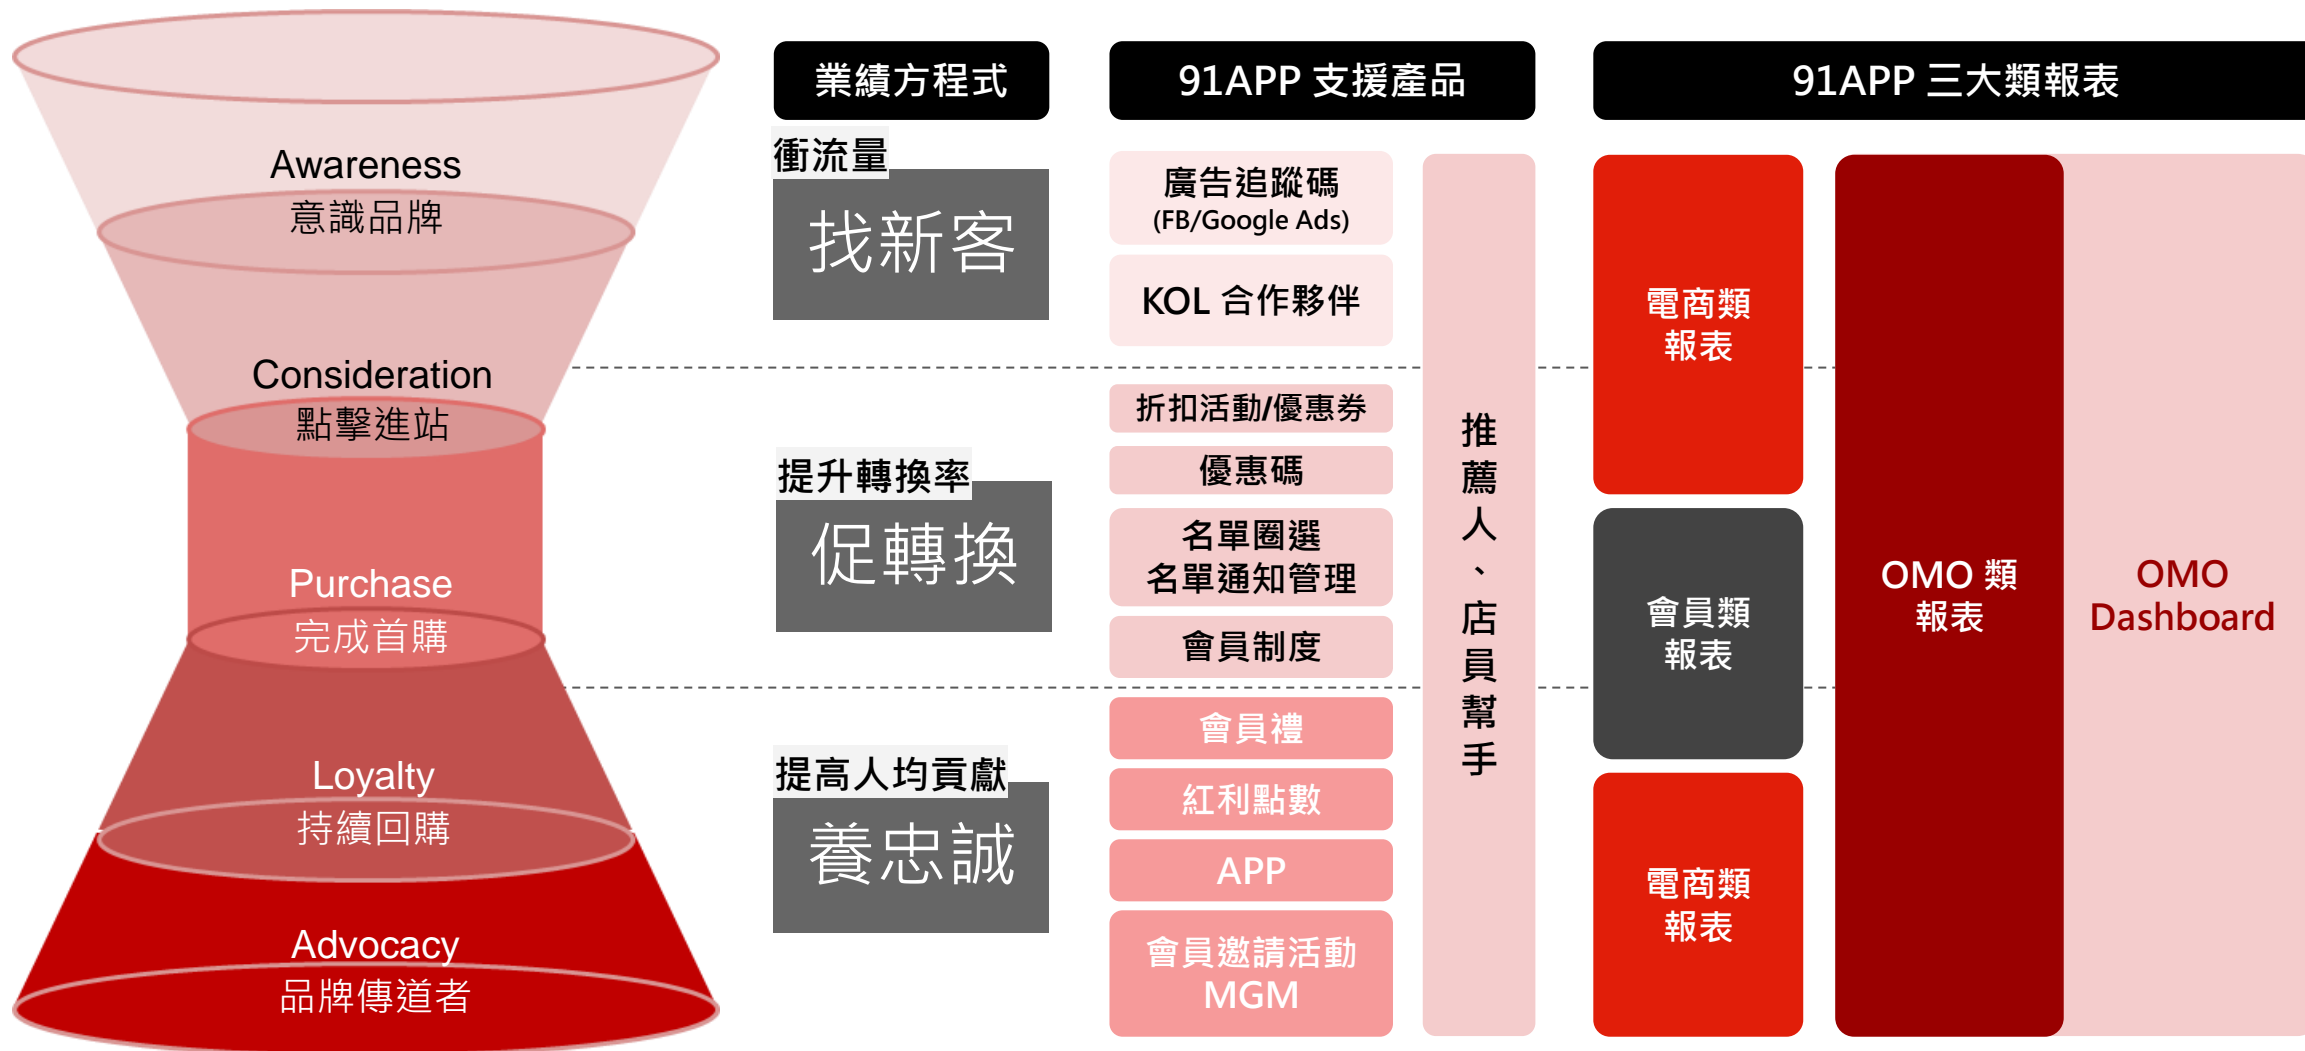 Awareness
意識品牌
Consideration
點擊進站
Purchase
完成首購
Loyalty
持續回購
Advocacy
品牌傳道者
業績方程式
衝流量
找新客
提升轉換率
促轉換
提高人均貢獻
養忠誠
91APP 支援產品
廣告追蹤碼
(FB/Google Ads)
KOL 合作夥伴
折扣活動/優惠券
優惠碼
名單圈選
名單通知管理
會員制度
會員禮
紅利點數
APP
會員邀請活動
MGM
推薦人、店員幫手
91APP 三大類報表
電商類
報表
會員類
報表
電商類
報表
OMO 類
報表
OMO
Dashboard